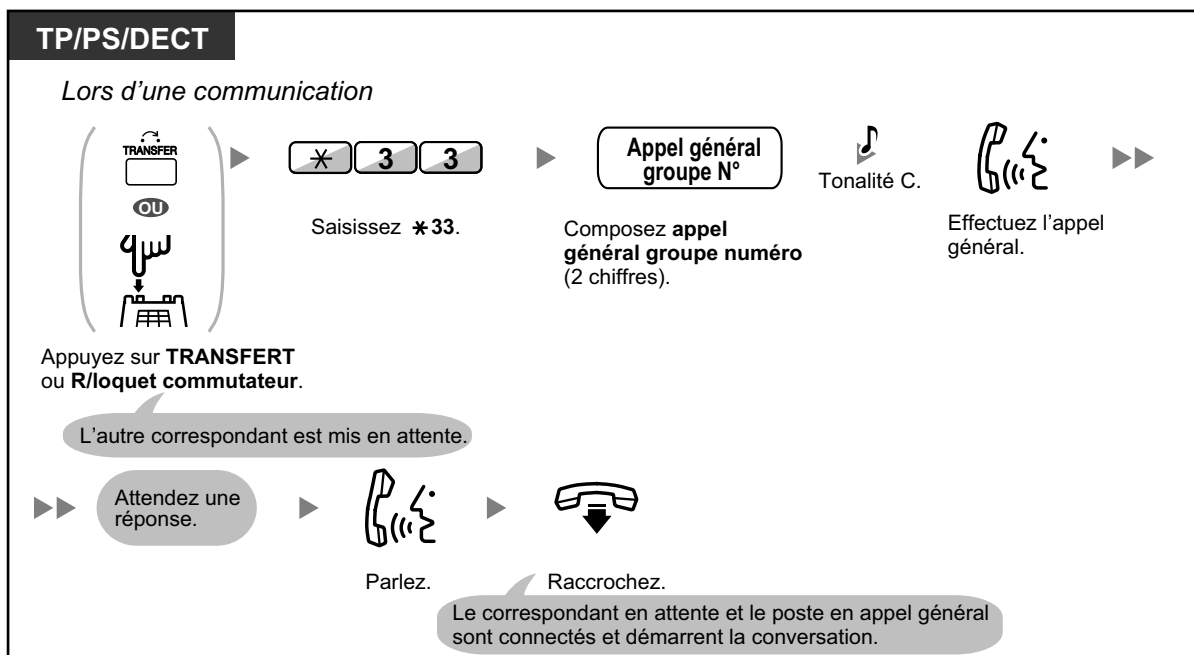 TP/PS/DECT
Lors d’une communication
TRANSFER
OU
Appuyez sur TRANSFERT
ou R/loquet commutateur.
L’autre correspondant est mis en attente.
* 3 3
Saisissez *33.
Appel général
groupe N°
Composez appel
général groupe numéro
(2 chiffres).
Tonalité C.
Effectuez l’appel
général.
Attendez une
réponse.
Parlez.
Raccrochez.
Le correspondant en attente et le poste en appel général
sont connectés et démarrent la conversation.